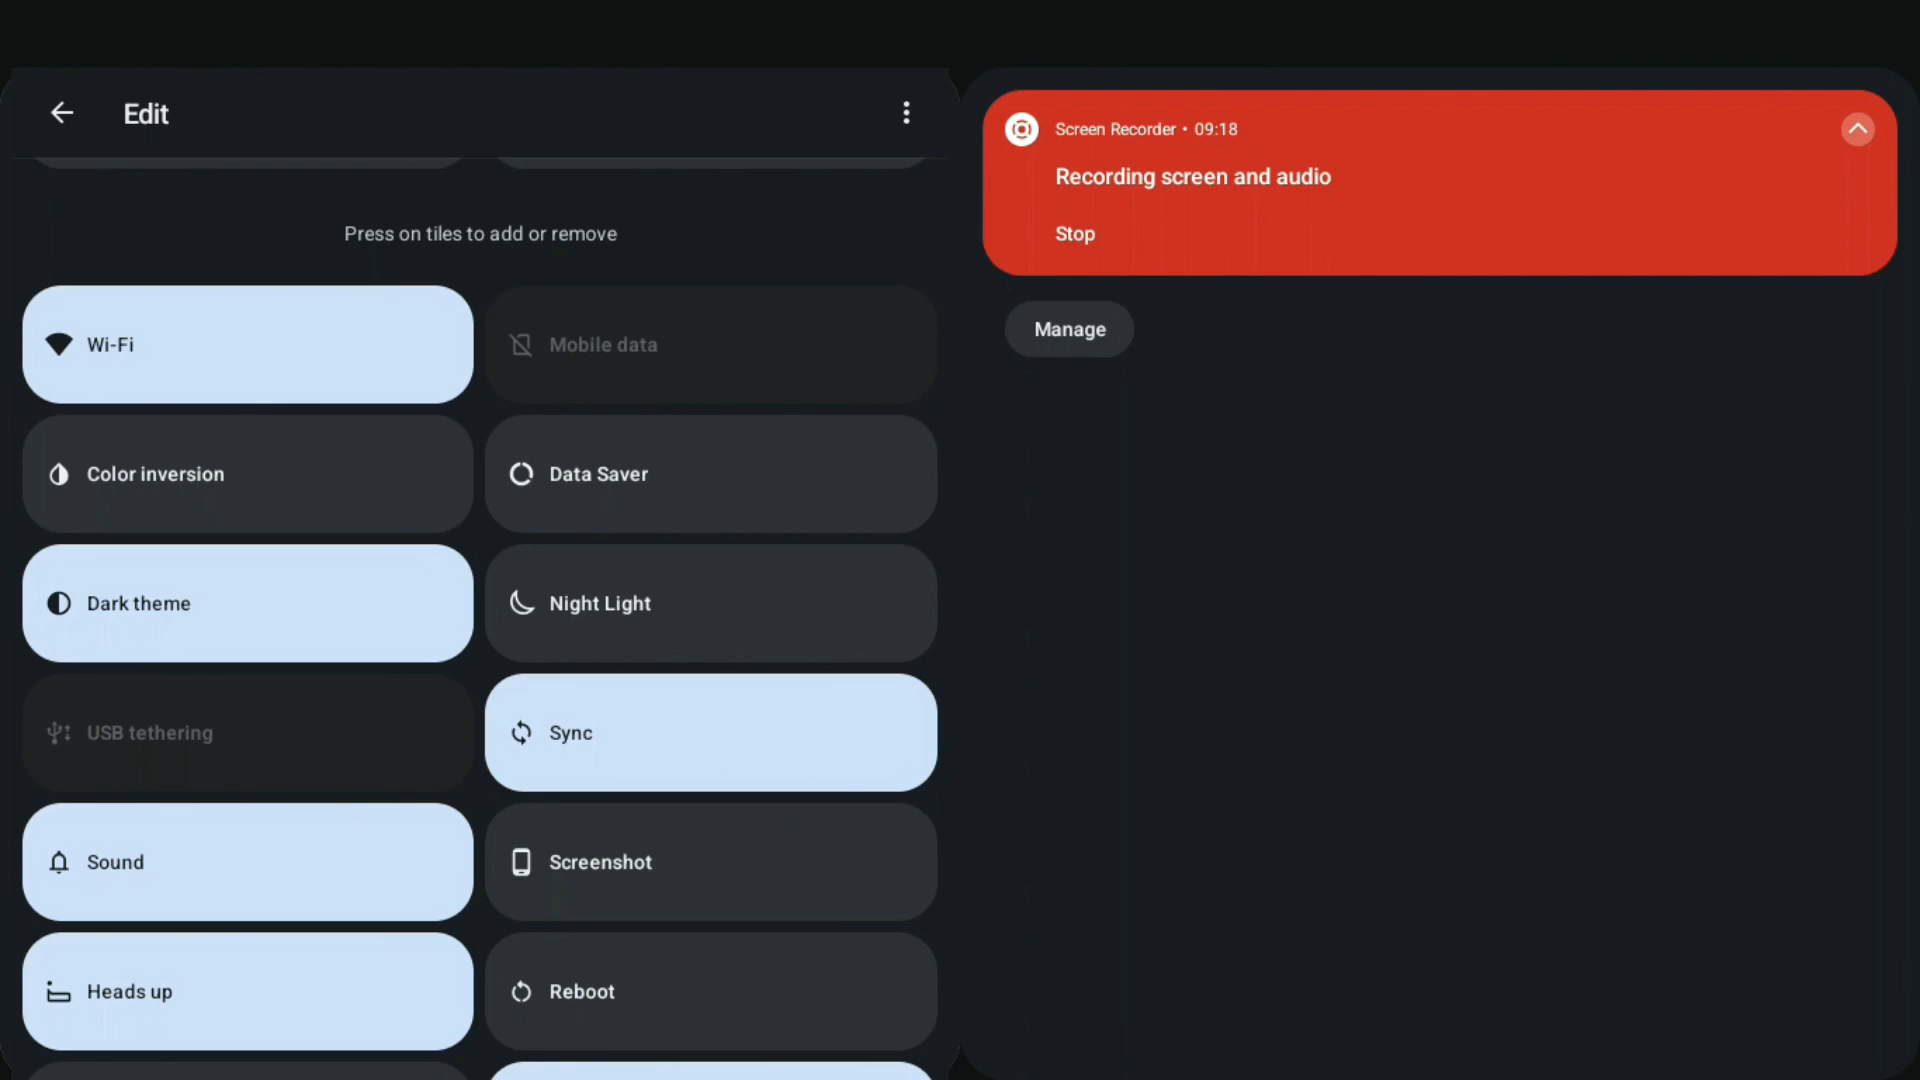 Edit
Press on tiles to add or remove
Wi-Fi
Mobile data
Color inversion
Data Saver
Dark theme
Night Light
USB tethering
Sync
Sound
Screenshot
Heads up
Reboot
Screen Recorder • 09:18
Recording screen and audio
Stop
Manage